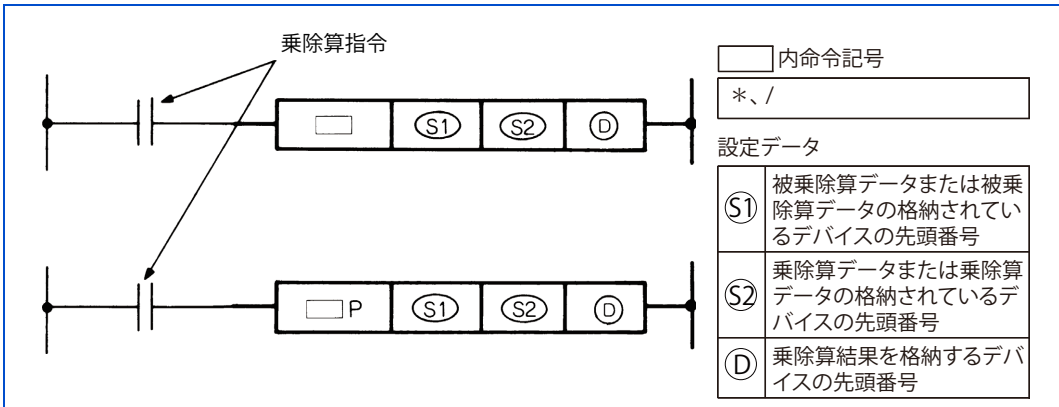 乗除算指令
S1 S2 D
P S1 S2 D
内命令記号
＊、/
設定データ
S1 被乗除算データまたは被乗
除算データの格納されてい
るデバイスの先頭番号
S2 乗除算データまたは乗除算
データの格納されているデ
バイスの先頭番号
D 乗除算結果を格納するデバ
イスの先頭番号